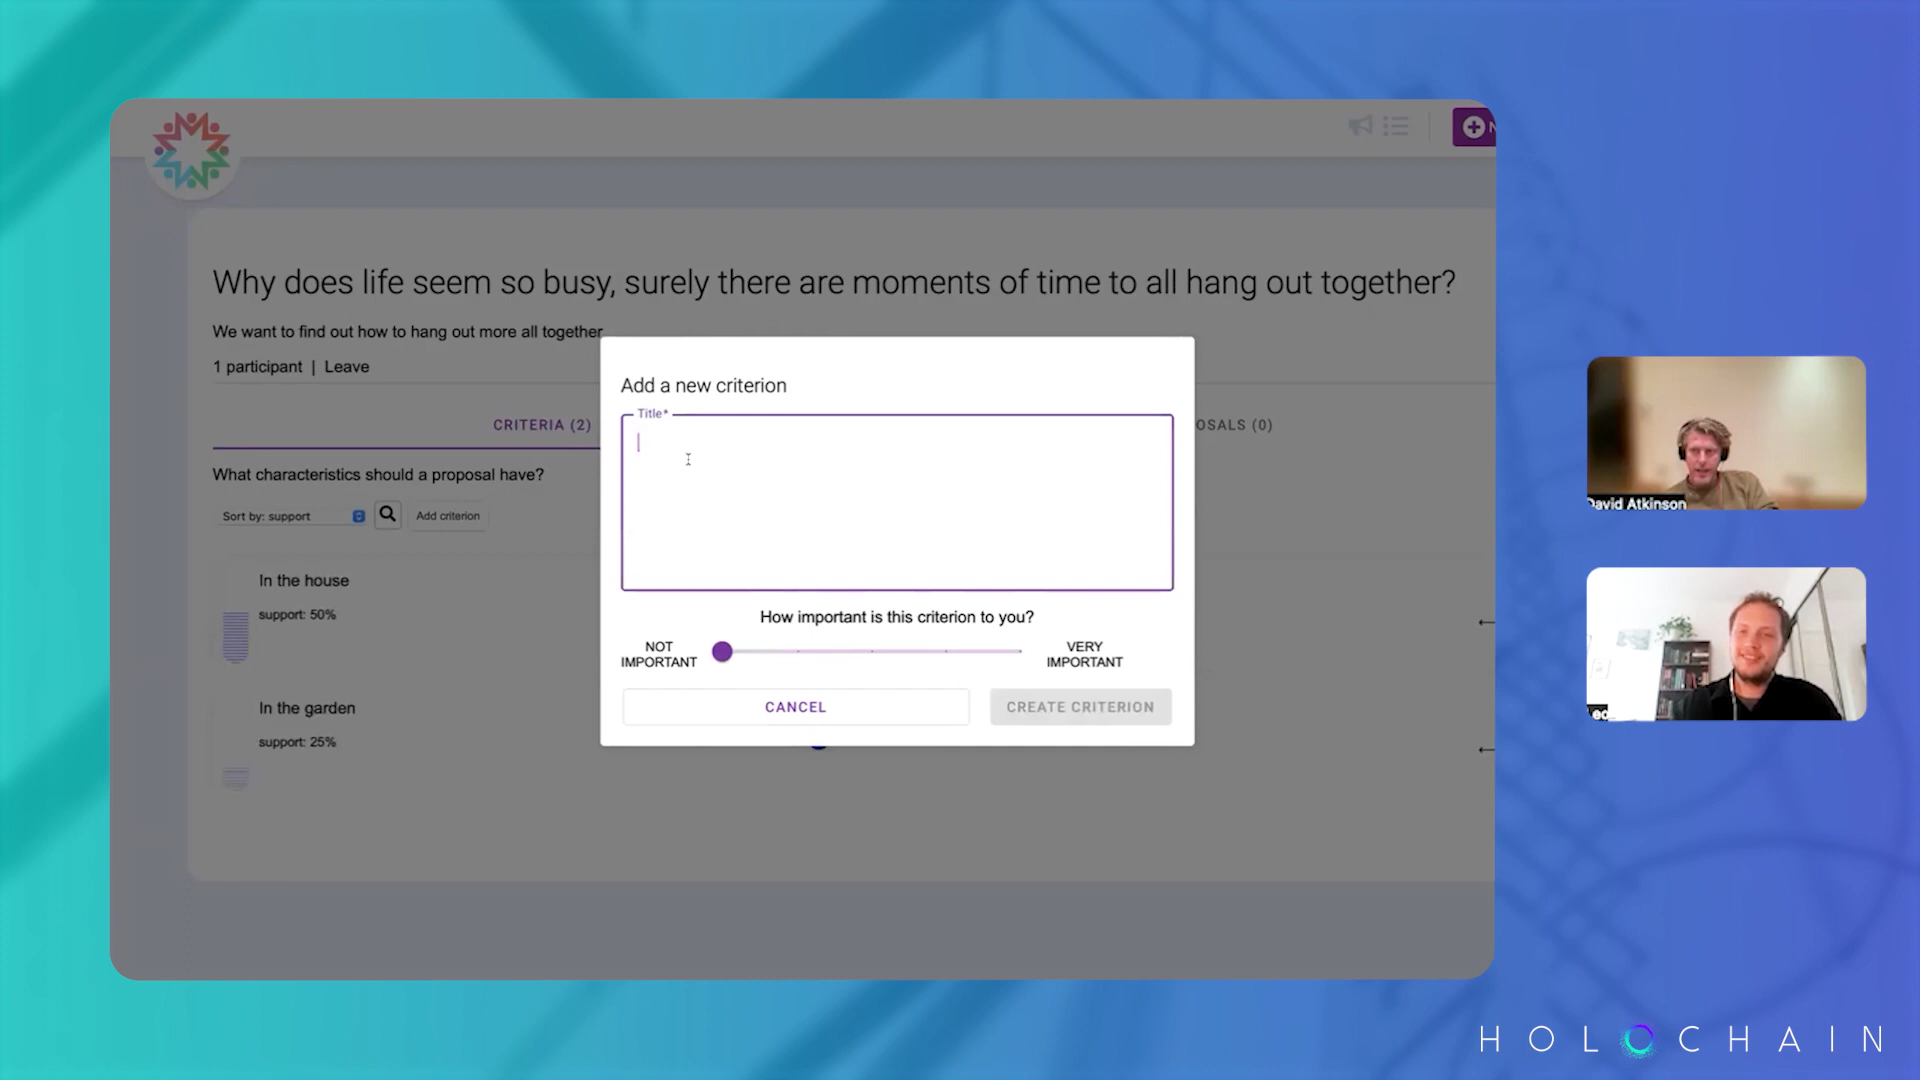 N
Why does life seem so busy, surely there are moments of time to all hang out together?
We want to find out how to hang out more all together
1 participant | Leave
CRITERIA (2)
OSALS (0)
What characteristics should a proposal have?
Sort by: support
Add criterion
In the house
support: 50%
In the garden
support: 25%
Add a new criterion
Title*
How important is this criterion to you?
NOT
IMPORTANT
VERY
IMPORTANT
CANCEL
CREATE CRITERION
David Atkinson
HOLOCHAIN